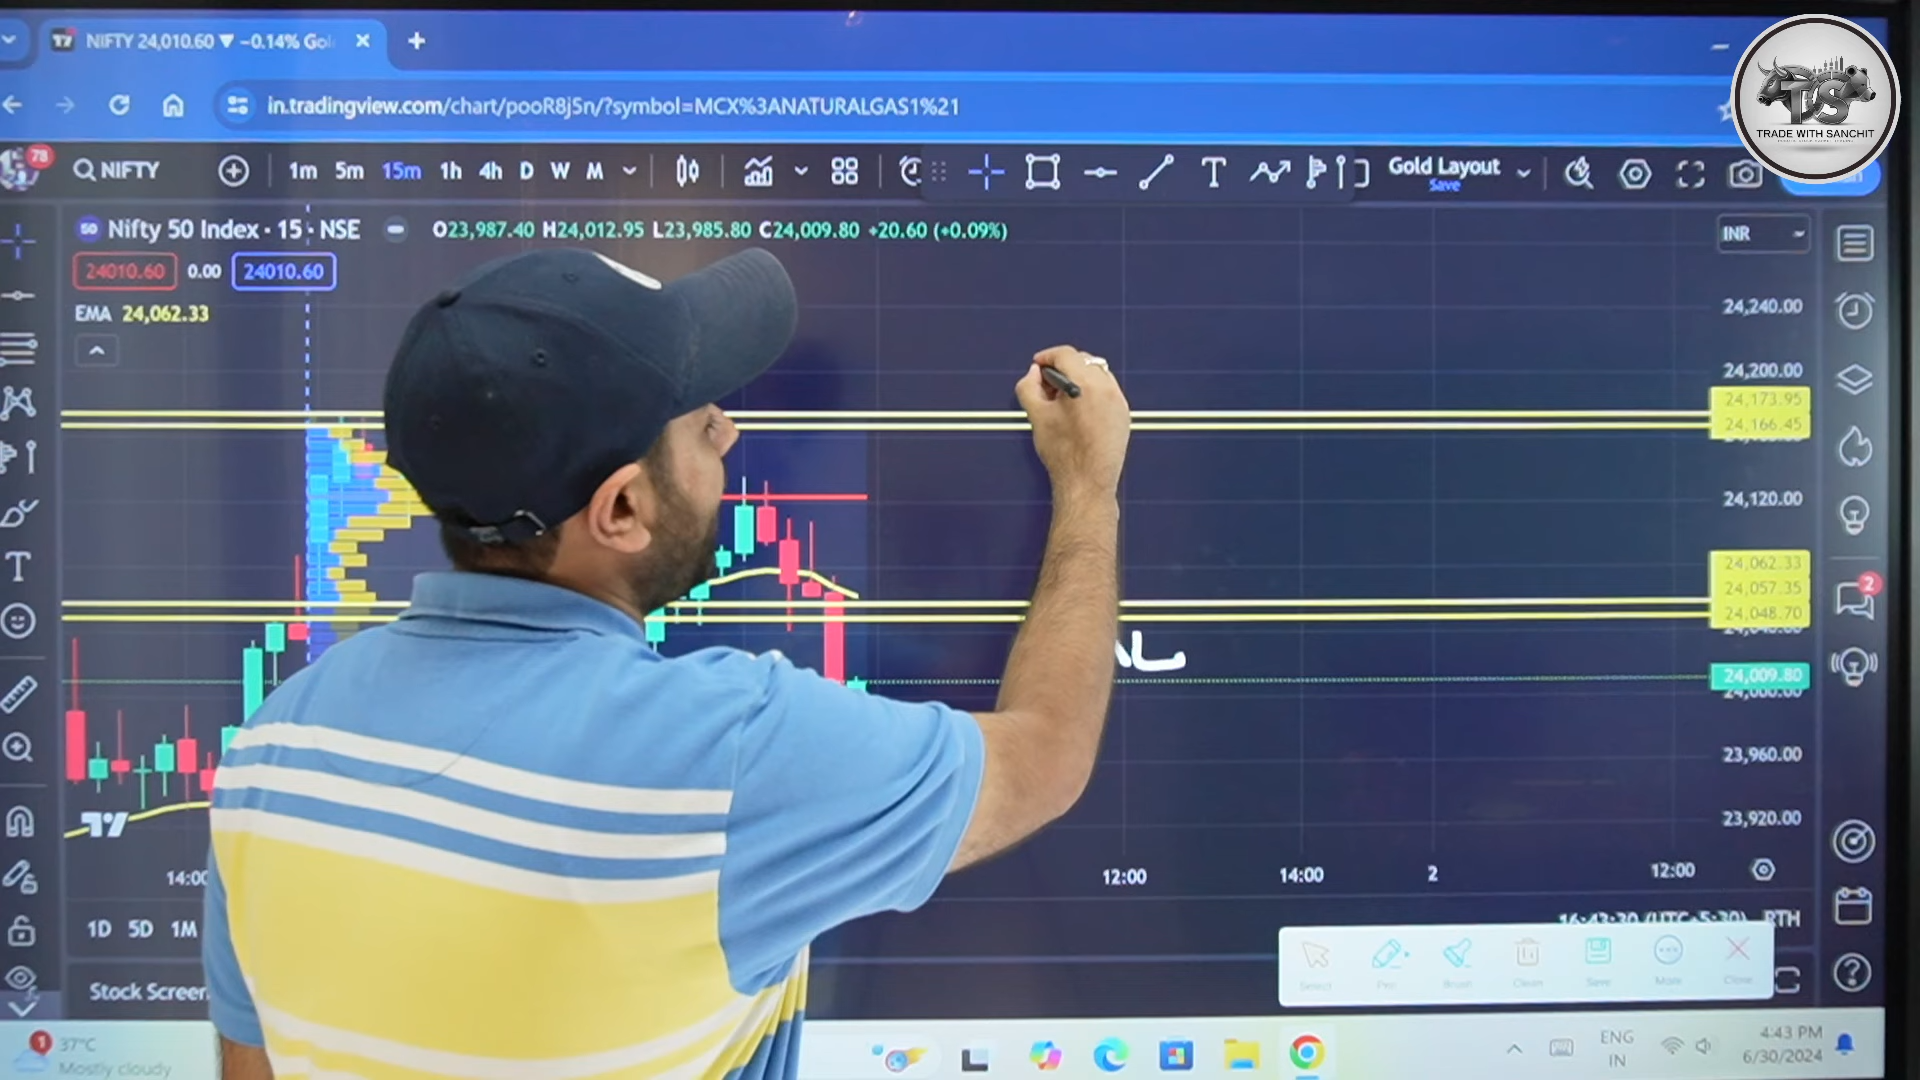 NIFTY 24,010.60 ▼ −0.14% Gol
in.tradingview.com/chart/pooR8j5n/?symbol=MCX%3ANATURALGAS1%21
TRADE WITH SANCHIT
78
NIFTY
1m 5m 15m 1h 4h D W M
T
Gold Layout
Save
Nifty 50 Index · 15 · NSE
O23,987.40 H24,012.95 L23,985.80 C24,009.80 +20.60 (+0.09%)
INR
24010.60 0.00 24010.60
EMA 24,062.33
24,240.00
24,200.00
24,173.95
24,166.45
24,120.00
24,062.33
24,057.35
24,048.70
24,009.80
24,000.00
23,960.00
23,920.00
2
14:00
12:00
14:00
2
12:00
1D 5D 1M
16:43:30 (UTC+5:30) RTH
Select Pen Brush Clean Save More Close
Stock Screen
1
37°C
Mostly cloudy
ENG
IN
4:43 PM
6/30/2024